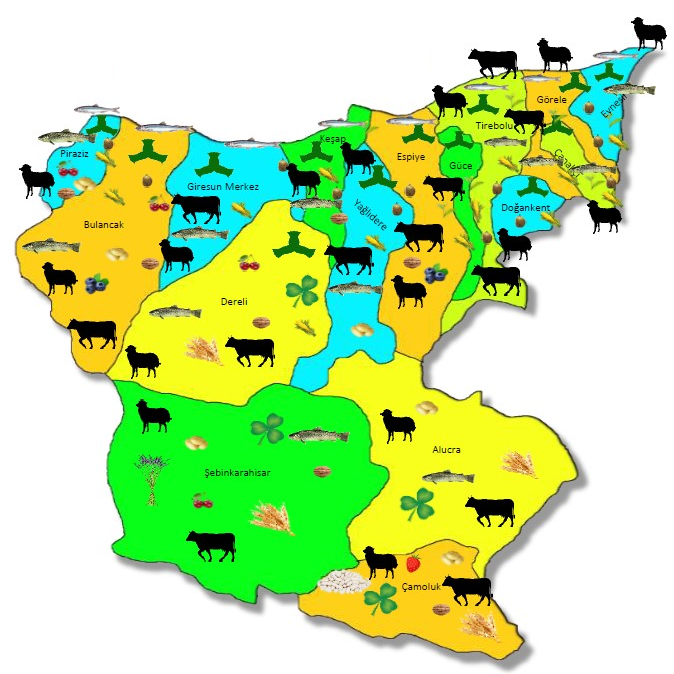 Eynesil
Görele
Tirebolu
Keşap
Çanakçı
Piraziz
Espiye
Güce
Giresun Merkez
Yağlıdere
Doğankent
Bulancak
Dereli
Alucra
Şebinkarahisar
Çamoluk